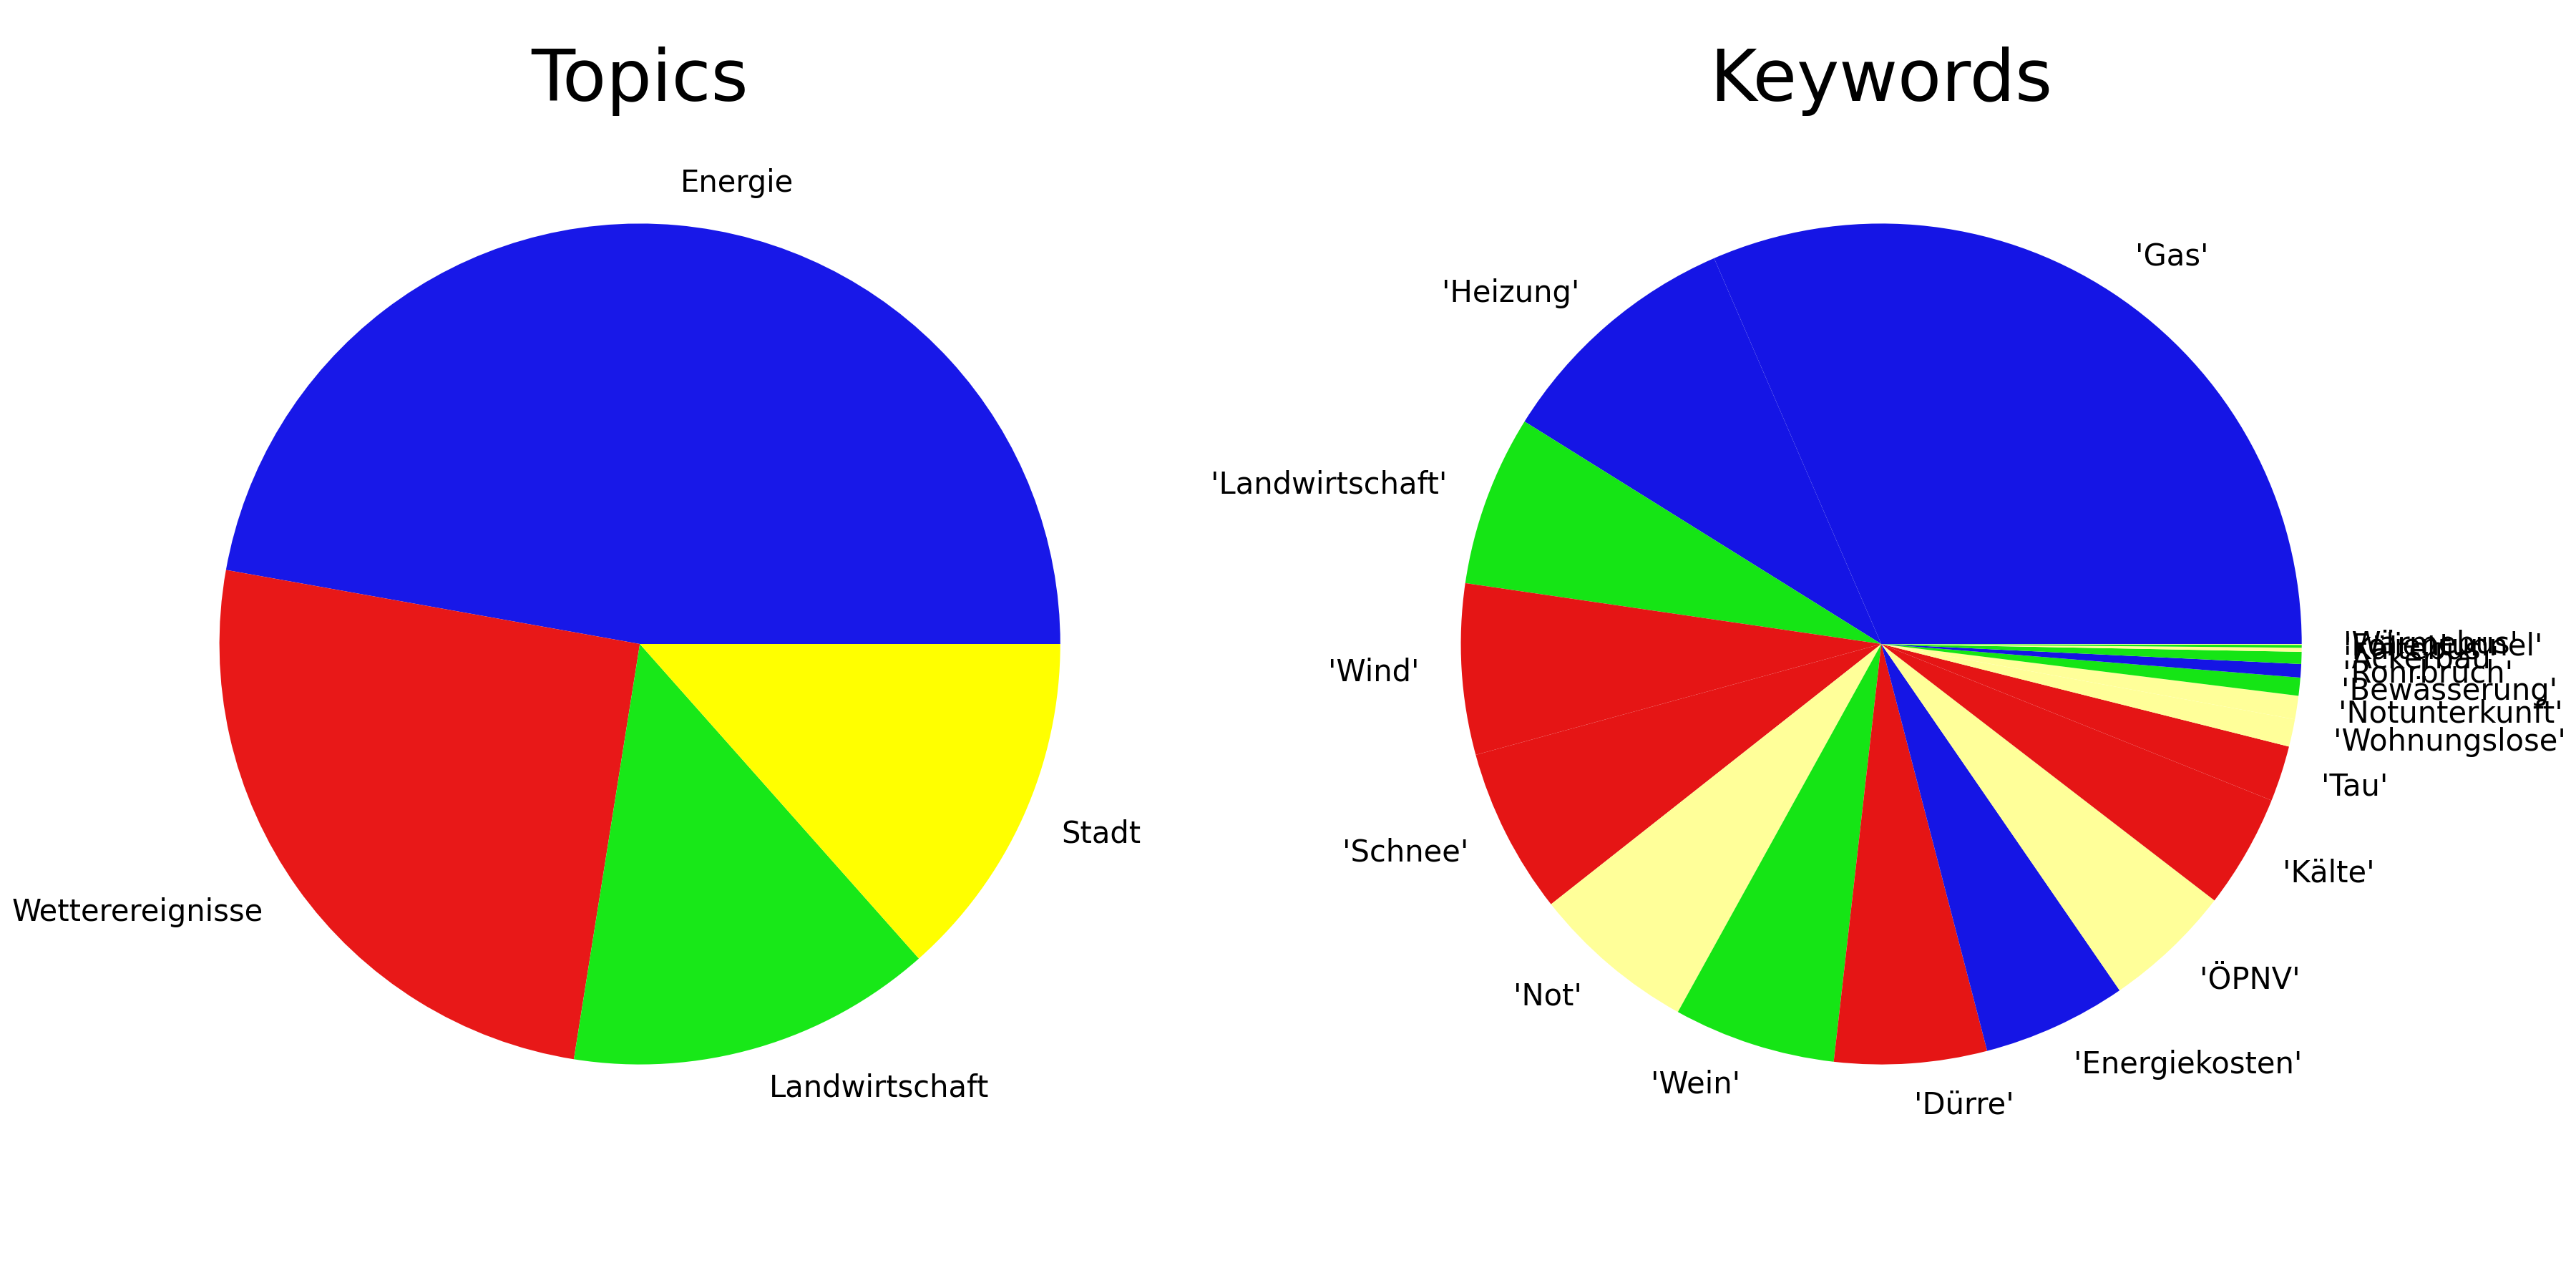 Topics
Energie
Wetterereignisse
Landwirtschaft
Stadt
Keywords
'Gas'
'Heizung'
'Landwirtschaft'
'Wind'
'Schnee'
'Not'
'Wein'
'Dürre'
'Energiekosten'
'ÖPNV'
'Kälte'
'Tau'
'Wohnungslose'
'Notunterkunft'
'Bewässerung'
'Rohrbruch'
'Ackerbau'